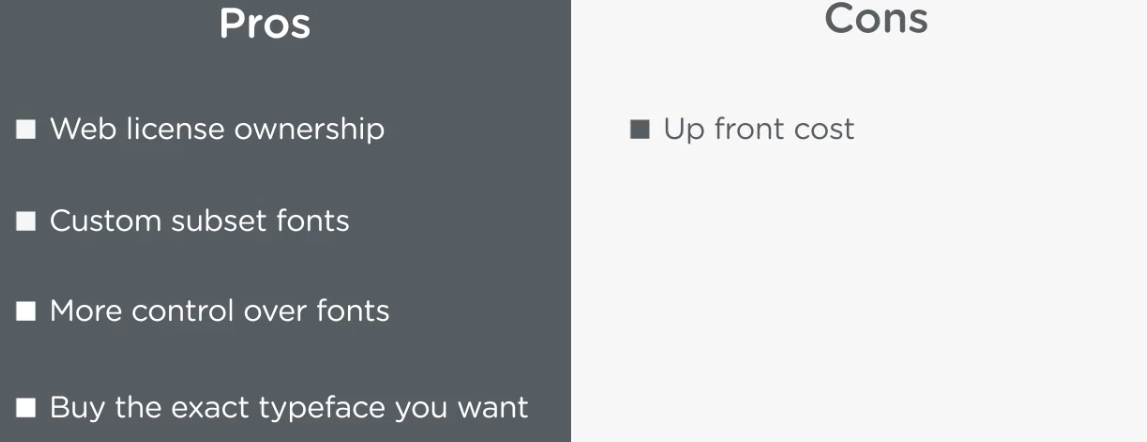 Pros
Web license ownership
Custom subset fonts
More control over fonts
Buy the exact typeface you want
Cons
Up front cost